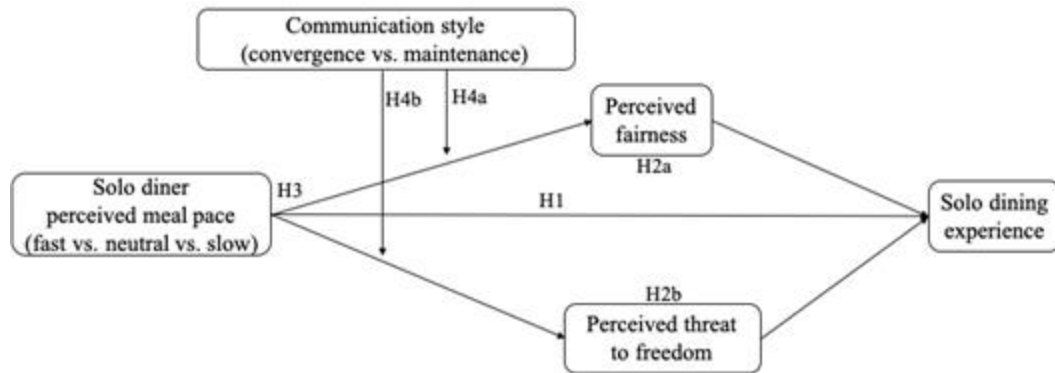 Communication style
(convergence vs. maintenance)
H4b
H4a
Perceived
fairness
H2a
Solo diner
perceived meal pace
(fast vs. neutral vs. slow)
H3
H1
Solo dining
experience
H2b
Perceived threat
to freedom